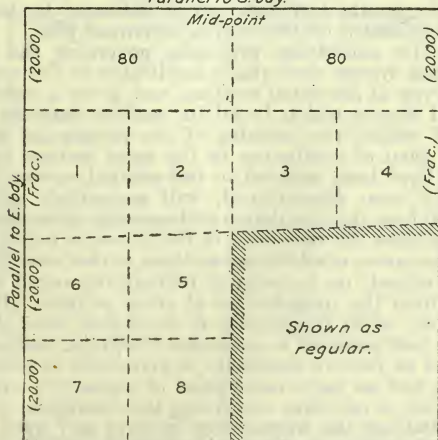 Parallel to E. bdy.
Mid-point
(20.00)
80
80
(20.00)
Parallel to E. bdy.
(Frac.)
1
2
3
4
(Frac.)
(20.00)
6
5
Shown as
regular.
(20.00)
7
8